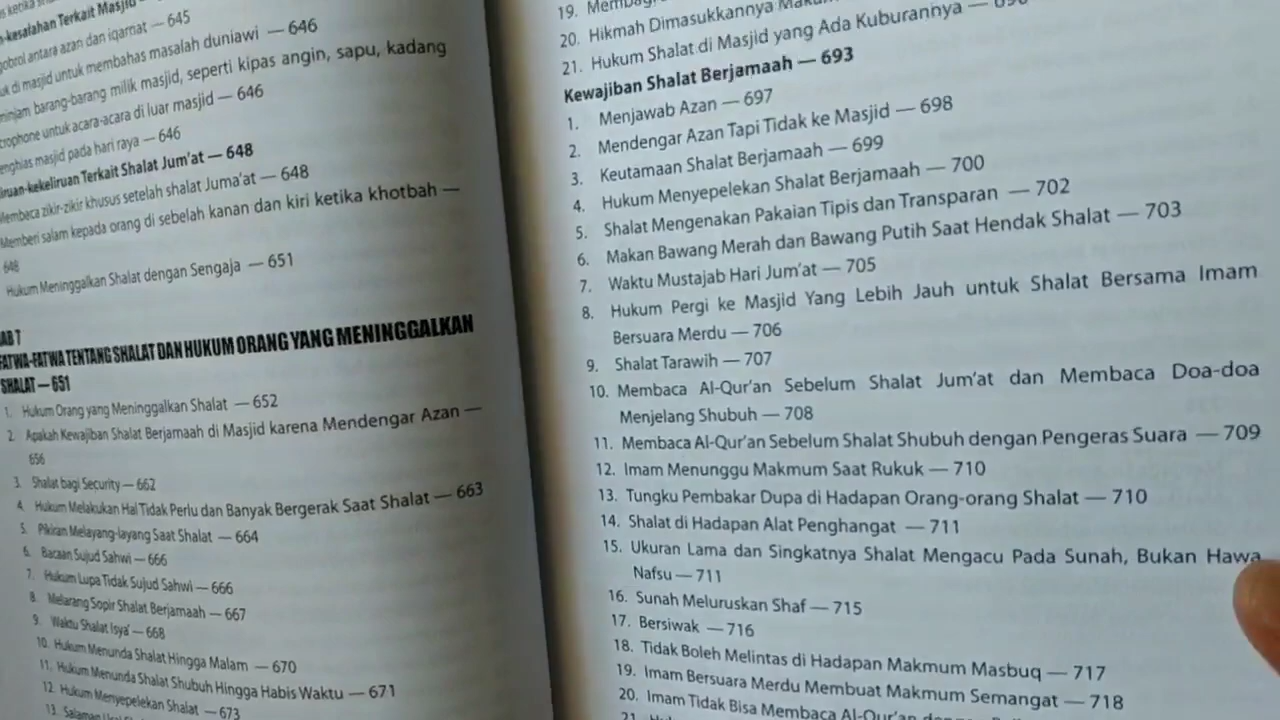 -kesalahan Terkait Masjid
antara azan dan iqamat — 645
di masjid untuk membahas masalah duniawi — 646
barang-barang milik masjid, seperti kipas angin, sapu, kadang
untuk acara-acara di luar masjid — 646
masjid pada hari raya — 646
-kekeliruan Terkait Shalat Jum'at — 648
Membaca zikir-zikir khusus setelah shalat Juma'at — 648
Memberi salam kepada orang di sebelah kanan dan kiri ketika khotbah —
648
Hukum Meninggalkan Shalat dengan Sengaja — 651
BAB 7
FATWA-FATWA TENTANG SHALAT DAN HUKUM ORANG YANG MENINGGALKAN
SHALAT — 651
1. Hukum Orang yang Meninggalkan Shalat — 652
2. Apakah Kewajiban Shalat Berjamaah di Masjid karena Mendengar Azan —
656
3. Shalat bagi Security — 662
4. Hukum Melakukan Hal Tidak Perlu dan Banyak Bergerak Saat Shalat — 663
5. Pikiran Melayang-layang Saat Shalat — 664
6. Bacaan Sujud Sahwi — 666
7. Hukum Lupa Tidak Sujud Sahwi — 666
8. Melarang Sopir Shalat Berjamaah — 667
9. Waktu Shalat Isya' — 668
10. Hukum Menunda Shalat Hingga Malam — 670
11. Hukum Menunda Shalat Shubuh Hingga Habis Waktu — 671
12. Hukum Menyepelekan Shalat — 673
13. Salaman
19.
20. Hikmah Dimasukkannya
21. Hukum Shalat di Masjid yang Ada Kuburannya —
Kewajiban Shalat Berjamaah — 693
1. Menjawab Azan — 697
2. Mendengar Azan Tapi Tidak ke Masjid — 698
3. Keutamaan Shalat Berjamaah — 699
4. Hukum Menyepelekan Shalat Berjamaah — 700
5. Shalat Mengenakan Pakaian Tipis dan Transparan — 702
6. Makan Bawang Merah dan Bawang Putih Saat Hendak Shalat — 703
7. Waktu Mustajab Hari Jum'at — 705
8. Hukum Pergi ke Masjid Yang Lebih Jauh untuk Shalat Bersama Imam
Bersuara Merdu — 706
9. Shalat Tarawih — 707
10. Membaca Al-Qur'an Sebelum Shalat Jum'at dan Membaca Doa-doa
Menjelang Shubuh — 708
11. Membaca Al-Qur'an Sebelum Shalat Shubuh dengan Pengeras Suara — 709
12. Imam Menunggu Makmum Saat Rukuk — 710
13. Tungku Pembakar Dupa di Hadapan Orang-orang Shalat — 710
14. Shalat di Hadapan Alat Penghangat — 711
15. Ukuran Lama dan Singkatnya Shalat Mengacu Pada Sunah, Bukan Hawa
Nafsu — 711
16. Sunah Meluruskan Shaf — 715
17. Bersiwak — 716
18. Tidak Boleh Melintas di Hadapan Makmum Masbuq — 717
19. Imam Bersuara Merdu Membuat Makmum Semangat — 718
20. Imam Tidak Bisa Membaca Al-Qur'an
21.